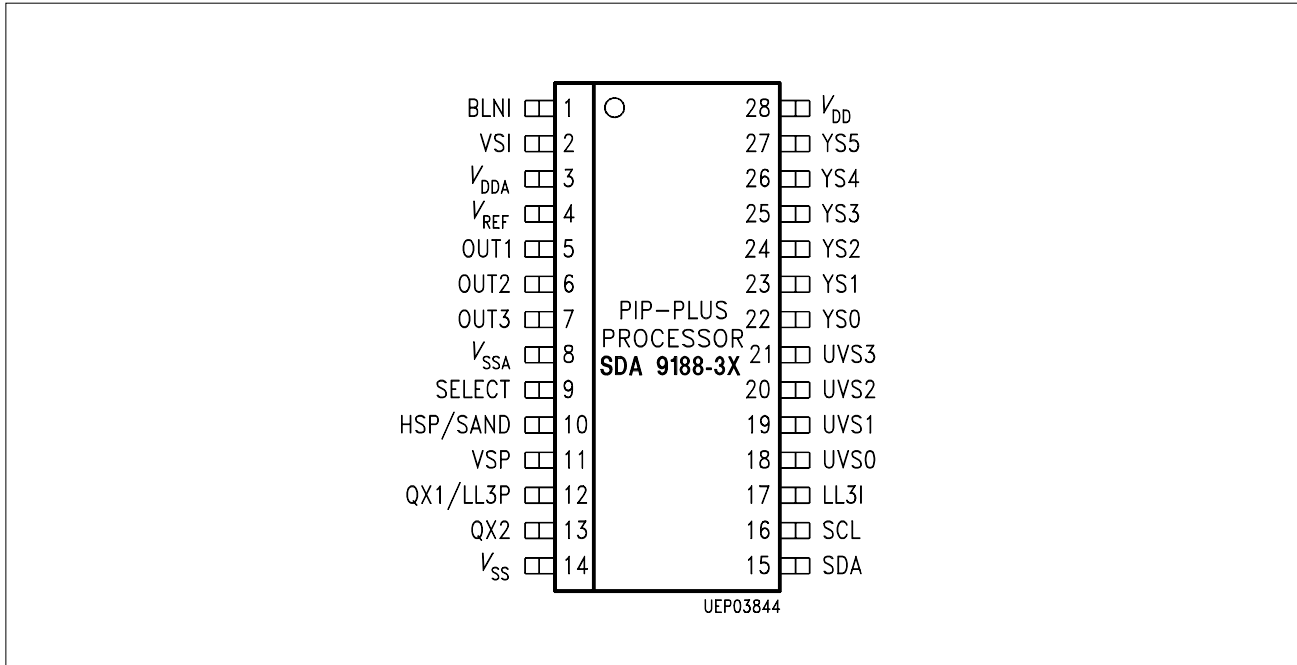 BLNI 1 28 VDD
VSI 2 27 YS5
VDDA 3 26 YS4
VREF 4 25 YS3
OUT1 5 24 YS2
OUT2 6 23 YS1
OUT3 7 22 YS0
PIP-PLUS
PROCESSOR
SDA 9188-3X
VSSA 8 21 UVS3
SELECT 9 20 UVS2
HSP/SAND 10 19 UVS1
VSP 11 18 UVS0
QX1/LL3P 12 17 LL3I
QX2 13 16 SCL
VSS 14 15 SDA
UEP03844